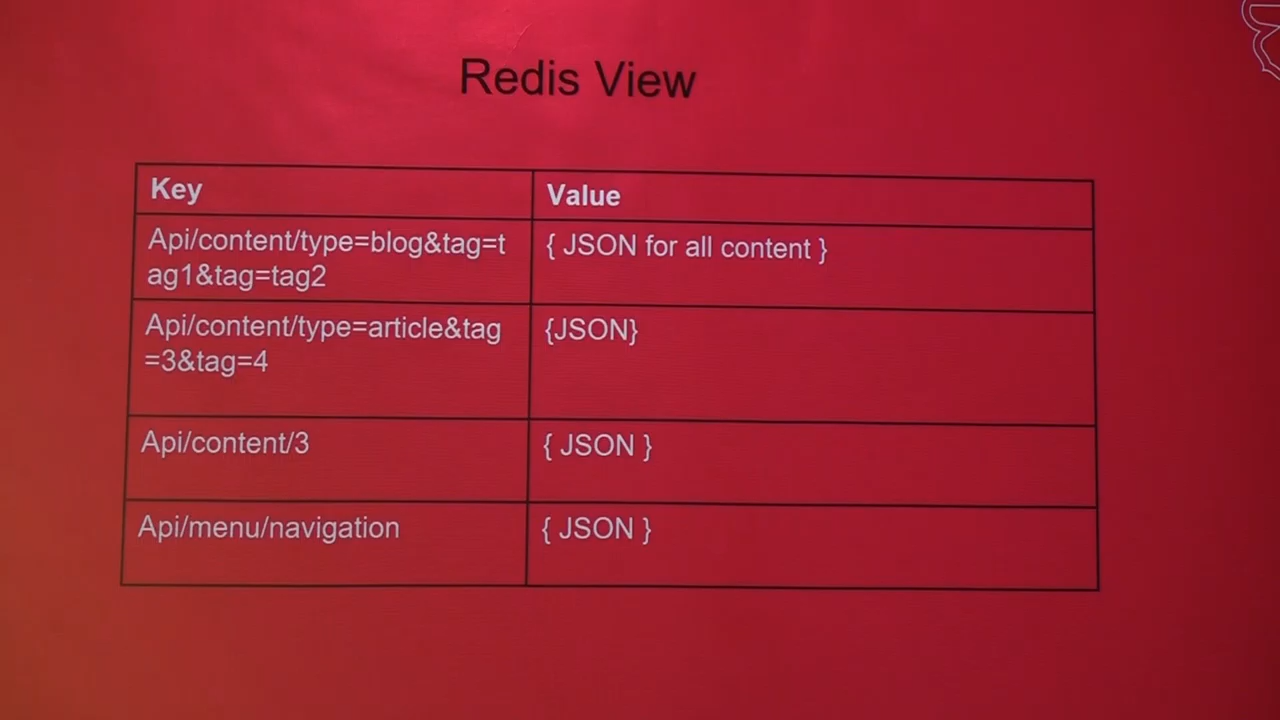 Redis View
Key
Value
Api/content/type=blog&tag=t
ag1&tag=tag2
{ JSON for all content }
Api/content/type=article&tag
=3&tag=4
{JSON}
Api/content/3
{ JSON }
Api/menu/navigation
{ JSON }